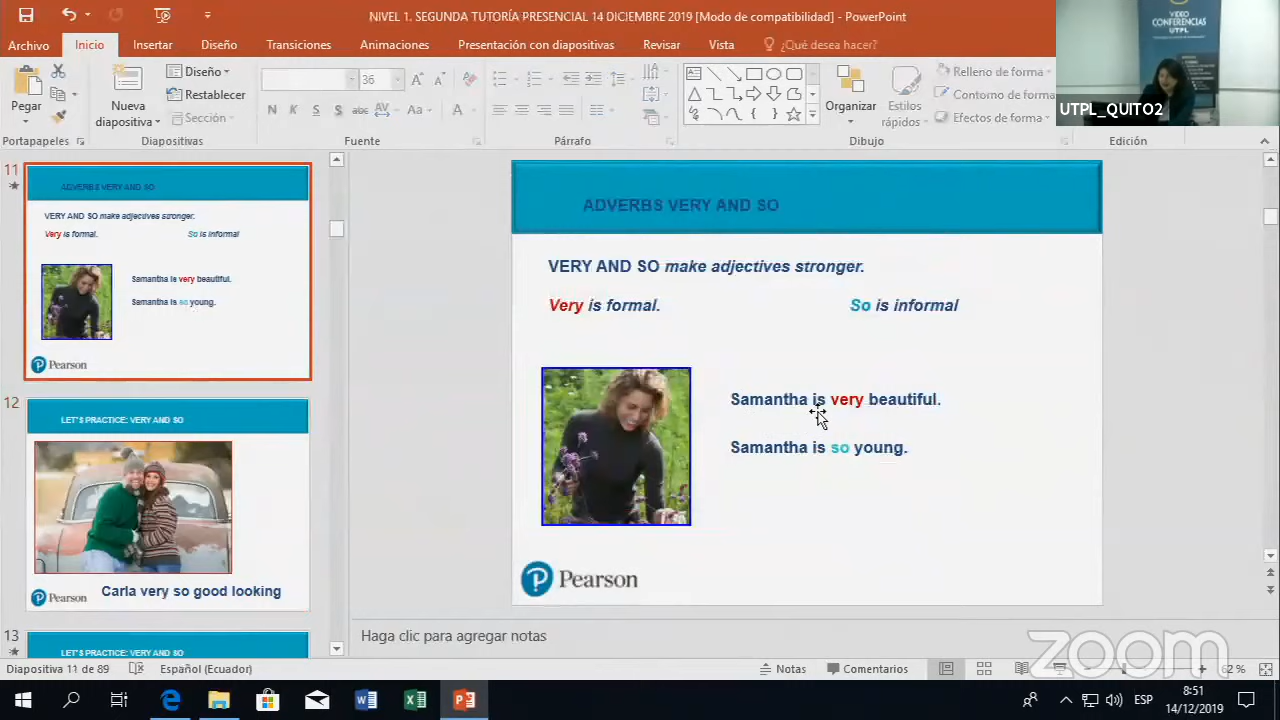 NIVEL 1. SEGUNDA TUTORÍA PRESENCIAL 14 DICIEMBRE 2019 [Modo de compatibilidad] - PowerPoint
Archivo Inicio Insertar Diseño Transiciones Animaciones Presentación con diapositivas Revisar Vista ¿Qué desea hacer?
Pegar
Nueva diapositiva
Diseño
Restablecer
Sección
36
N K S S AV Aa A
Organizar
Estilos rápidos
Relleno de forma
Contorno de forma
Efectos de forma
Portapapeles Diapositivas Fuente Párrafo Dibujo Edición
VIDEO
CONFERENCIAS
UTPL
UTPL_QUITO2
11
ADVERBS VERY AND SO
VERY AND SO make adjectives stronger.
Very is formal. So is informal
Samantha is very beautiful.
Samantha is so young.
Pearson
12
LET'S PRACTICE: VERY AND SO
Carla very so good looking
Pearson
13
LET'S PRACTICE: VERY AND SO
ADVERBS VERY AND SO
VERY AND SO make adjectives stronger.
Very is formal. So is informal
Samantha is very beautiful.
Samantha is so young.
Pearson
Haga clic para agregar notas
zoom
Diapositiva 11 de 89 Español (Ecuador) Notas Comentarios 62 %
ESP
8:51
14/12/2019